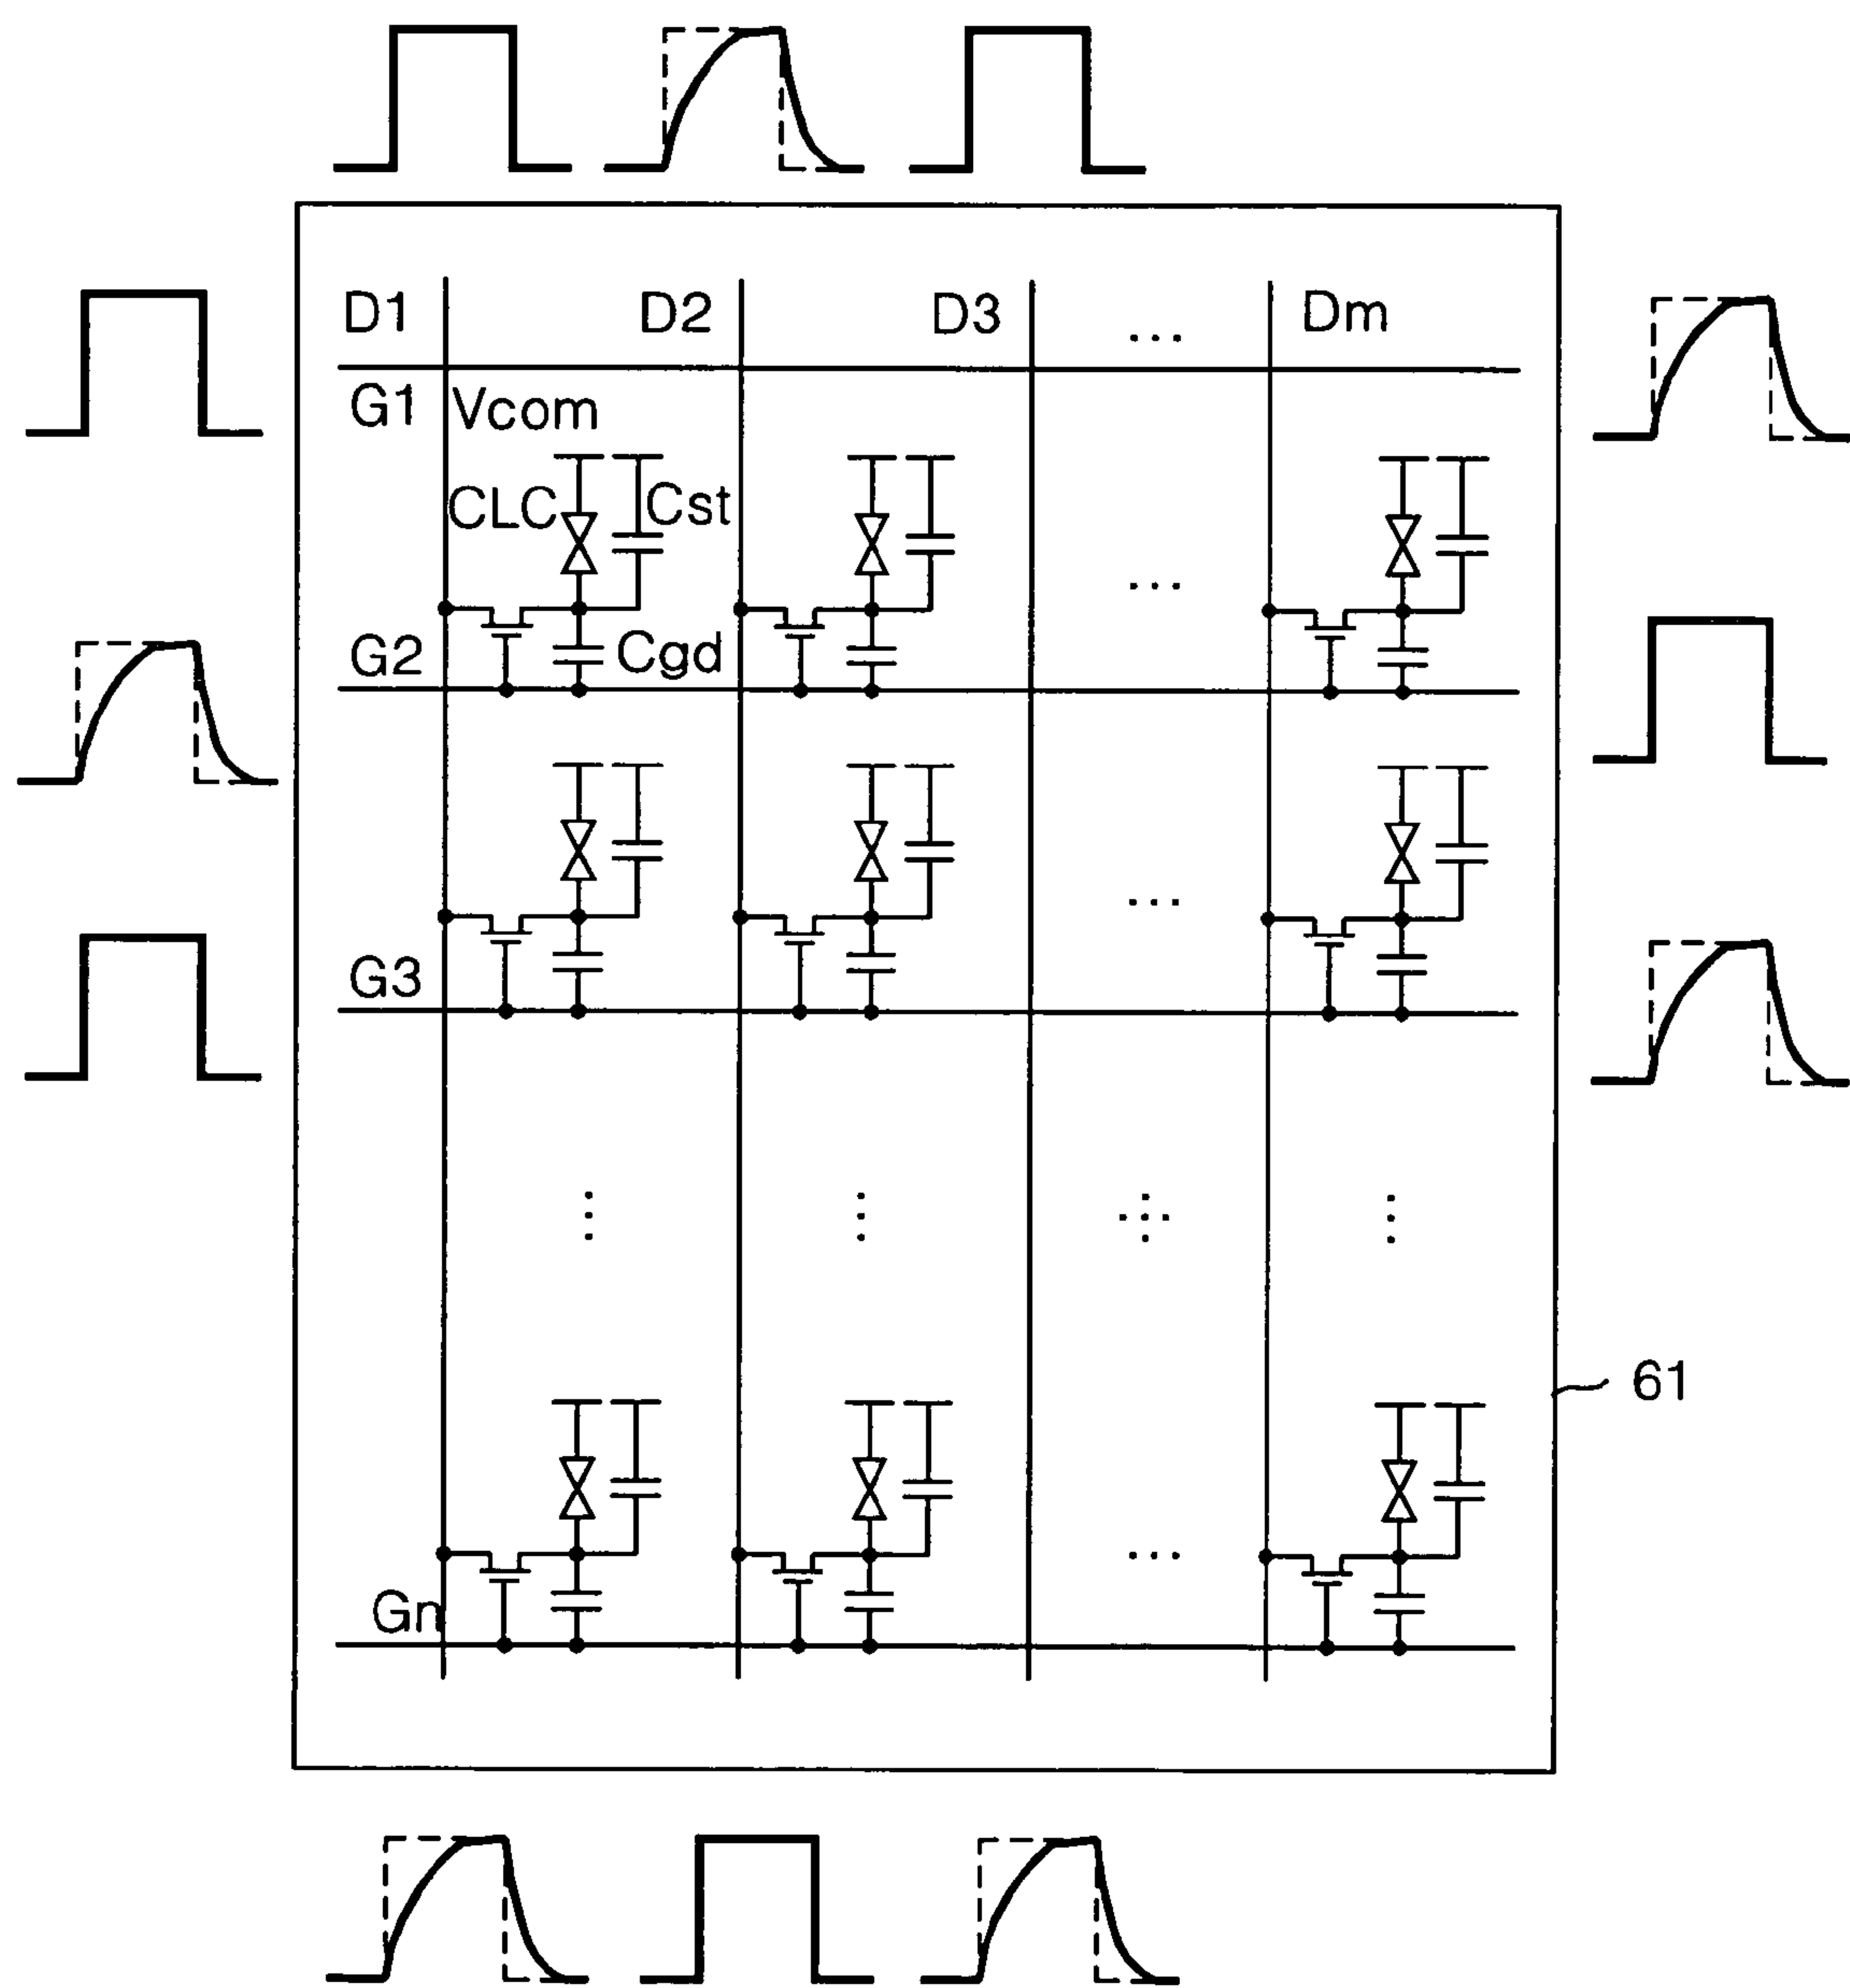 D1 D2 D3 ... Dm
G1 Vcom
CLC Cst
...
G2 Cgd
...
G3
61
...
Gn